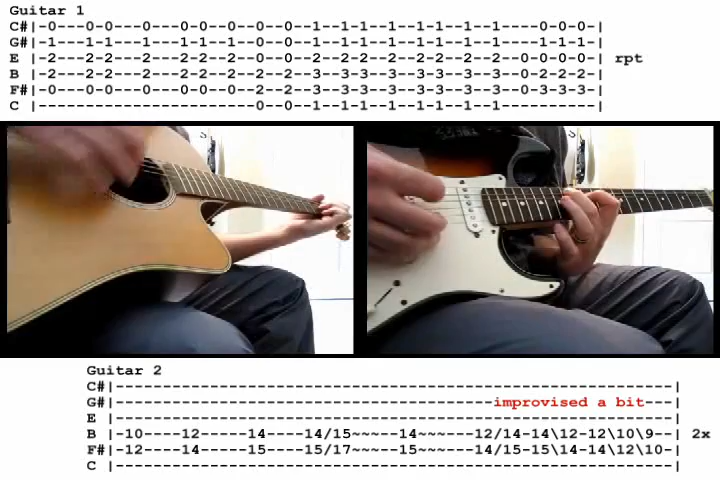 Guitar 1
C#|-0---0-0---0---0-0-0--0--0--1--1-1--1-1--1-1--1-----0-0-0-|
G#|-1---1-1---1---1-1-1--0--0--1--1-1--1-1--1-1--1-----1-1-1-|
E |-2---2-2---2---2-2-2--0--0--2--2-2--2-2--2-2--2--0-0-0-0-| rpt
B |-2---2-2---2---2-2-2--2--2--3--3-3--3-3--3-3--3--0-2-2-2-|
F#|-0---0-0---0---0-0-0--2--2--3--3-3--3-3--3-3--3--0-3-3-3-|
C |----------------------0--0--1--1-1--1-1--1-1--1-----------|
Guitar 2
C#|----------------------------------------------------------------------|
G#|-----------------------------------------------improvised a bit---|
E |----------------------------------------------------------------------|
B |-10----12-----14----14/15~~~~--14~~~~---12/14-14\12-12\10\9--| 2x
F#|-12----14-----15----15/17~~~~--15~~~~---14/15-15\14-14\12\10-|
C |----------------------------------------------------------------------|